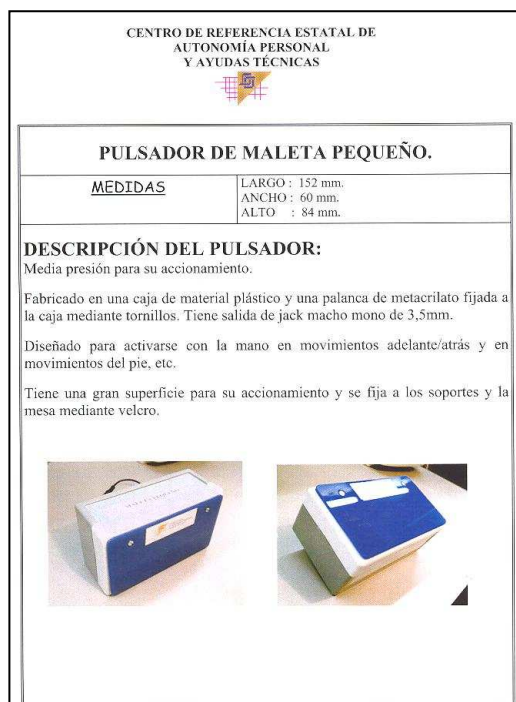 CENTRO DE REFERENCIA ESTATAL DE
AUTONOMÍA PERSONAL
Y AYUDAS TÉCNICAS
PULSADOR DE MALETA PEQUEÑO.
MEDIDAS
LARGO : 152 mm.
ANCHO : 60 mm.
ALTO : 84 mm.
DESCRIPCIÓN DEL PULSADOR:
Media presión para su accionamiento.
Fabricado en una caja de material plástico y una palanca de metacrilato fijada a
la caja mediante tornillos. Tiene salida de jack macho mono de 3,5mm.
Diseñado para activarse con la mano en movimientos adelante/atrás y en
movimientos del pie, etc.
Tiene una gran superficie para su accionamiento y se fija a los soportes y la
mesa mediante velcro.